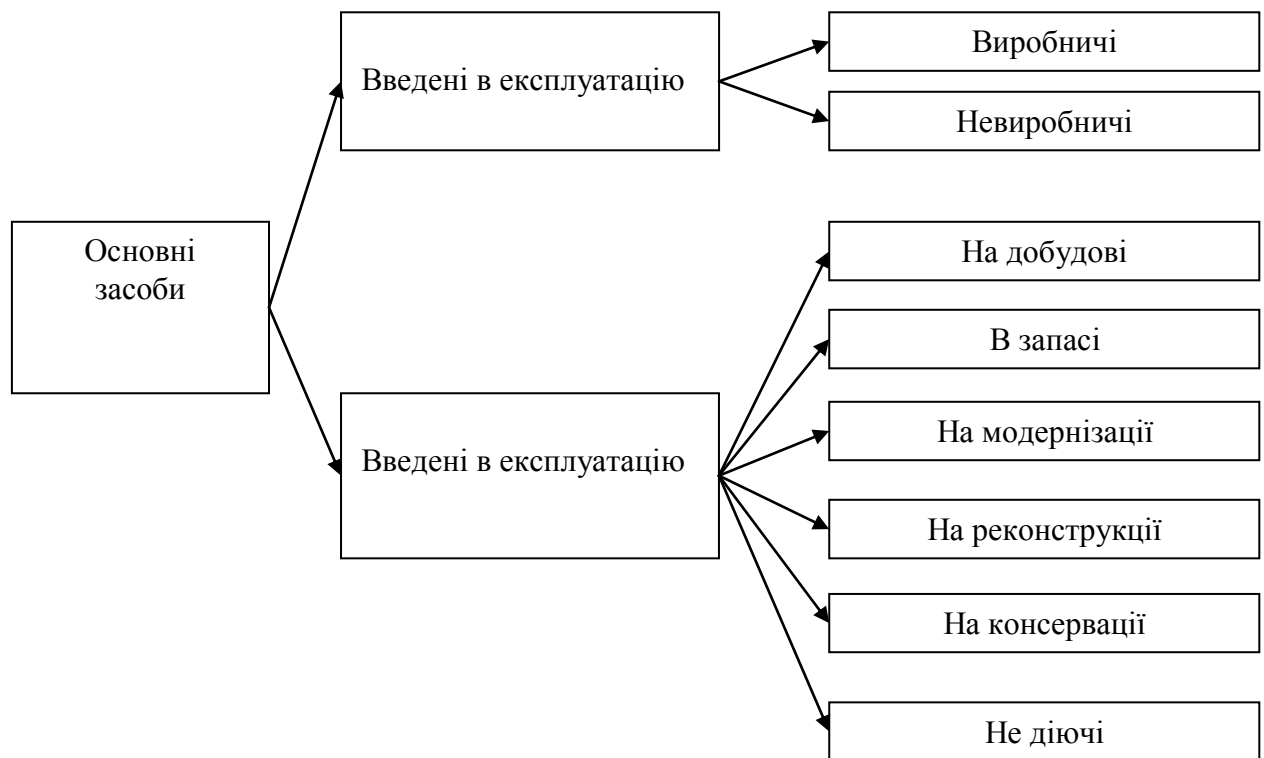 Основні
засоби
Введені в експлуатацію
Виробничі
Невиробничі
Введені в експлуатацію
На добудові
В запасі
На модернізації
На реконструкції
На консервації
Не діючі